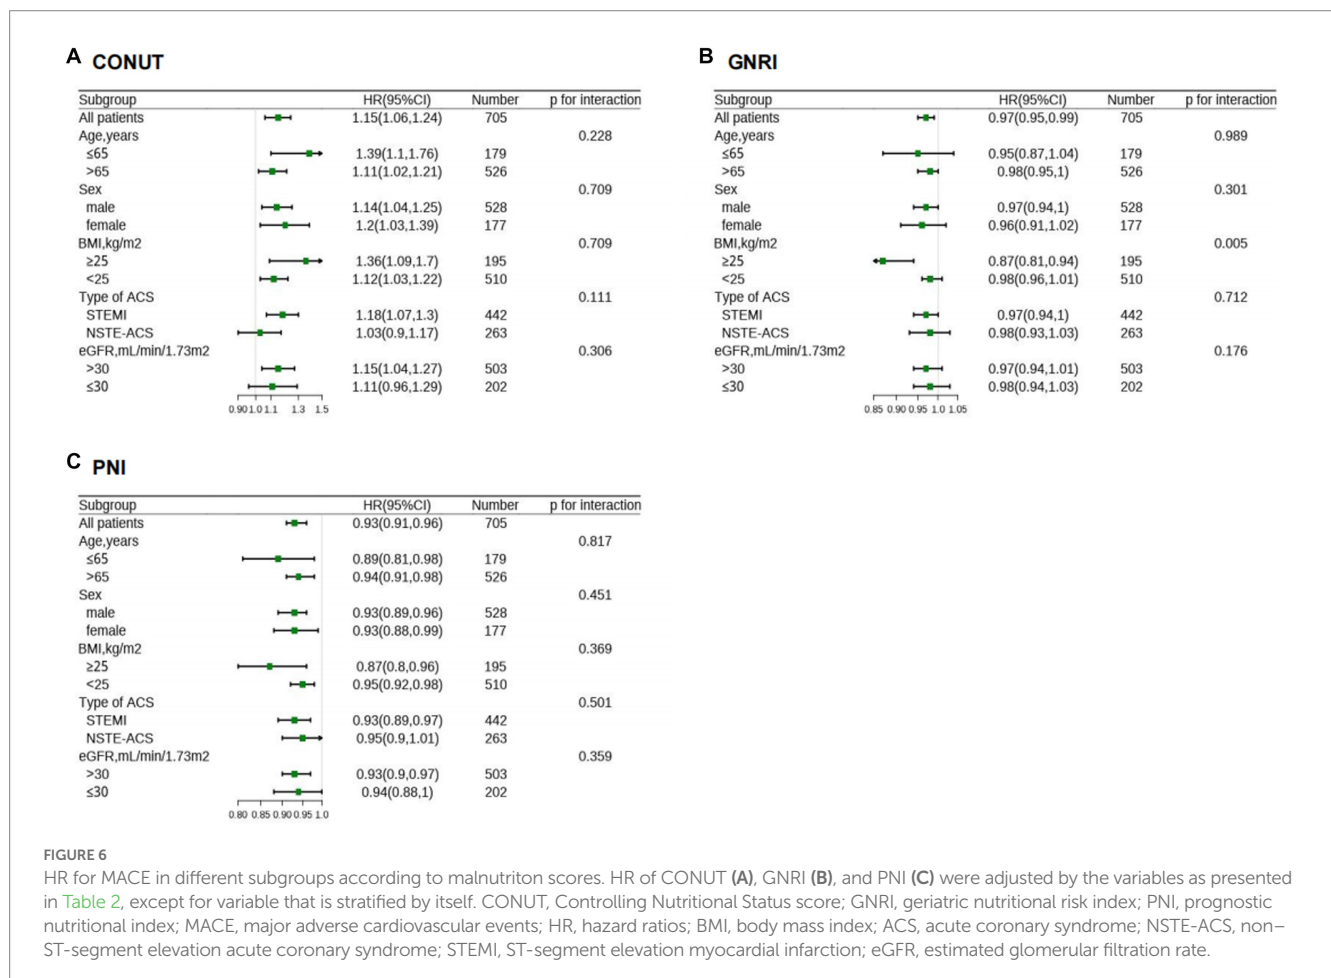 A CONUT
Subgroup HR(95%CI) Number p for interaction
All patients 1.15(1.06,1.24) 705
Age,years 0.228
≤65 1.39(1.1,1.76) 179
>65 1.11(1.02,1.21) 526
Sex 0.709
male 1.14(1.04,1.25) 528
female 1.2(1.03,1.39) 177
BMI,kg/m2 0.709
≥25 1.36(1.09,1.7) 195
<25 1.12(1.03,1.22) 510
Type of ACS 0.111
STEMI 1.18(1.07,1.3) 442
NSTE-ACS 1.03(0.9,1.17) 263
eGFR,mL/min/1.73m2 0.306
>30 1.15(1.04,1.27) 503
≤30 1.11(0.96,1.29) 202
0.90 1.0 1.1 1.3 1.5
B GNRI
Subgroup HR(95%CI) Number p for interaction
All patients 0.97(0.95,0.99) 705
Age,years 0.989
≤65 0.95(0.87,1.04) 179
>65 0.98(0.95,1) 526
Sex 0.301
male 0.97(0.94,1) 528
female 0.96(0.91,1.02) 177
BMI,kg/m2 0.005
≥25 0.87(0.81,0.94) 195
<25 0.98(0.96,1.01) 510
Type of ACS 0.712
STEMI 0.97(0.94,1) 442
NSTE-ACS 0.98(0.93,1.03) 263
eGFR,mL/min/1.73m2 0.176
>30 0.97(0.94,1.01) 503
≤30 0.98(0.94,1.03) 202
0.85 0.90 0.95 1.0 1.05
C PNI
Subgroup HR(95%CI) Number p for interaction
All patients 0.93(0.91,0.96) 705
Age,years 0.817
≤65 0.89(0.81,0.98) 179
>65 0.94(0.91,0.98) 526
Sex 0.451
male 0.93(0.89,0.96) 528
female 0.93(0.88,0.99) 177
BMI,kg/m2 0.369
≥25 0.87(0.8,0.96) 195
<25 0.95(0.92,0.98) 510
Type of ACS 0.501
STEMI 0.93(0.89,0.97) 442
NSTE-ACS 0.95(0.9,1.01) 263
eGFR,mL/min/1.73m2 0.359
>30 0.93(0.9,0.97) 503
≤30 0.94(0.88,1) 202
0.80 0.85 0.90 0.95 1.0
FIGURE 6
HR for MACE in different subgroups according to malnutriton scores. HR of CONUT (A), GNRI (B), and PNI (C) were adjusted by the variables as presented
in Table 2, except for variable that is stratified by itself. CONUT, Controlling Nutritional Status score; GNRI, geriatric nutritional risk index; PNI, prognostic
nutritional index; MACE, major adverse cardiovascular events; HR, hazard ratios; BMI, body mass index; ACS, acute coronary syndrome; NSTE-ACS, non–
ST-segment elevation acute coronary syndrome; STEMI, ST-segment elevation myocardial infarction; eGFR, estimated glomerular filtration rate.